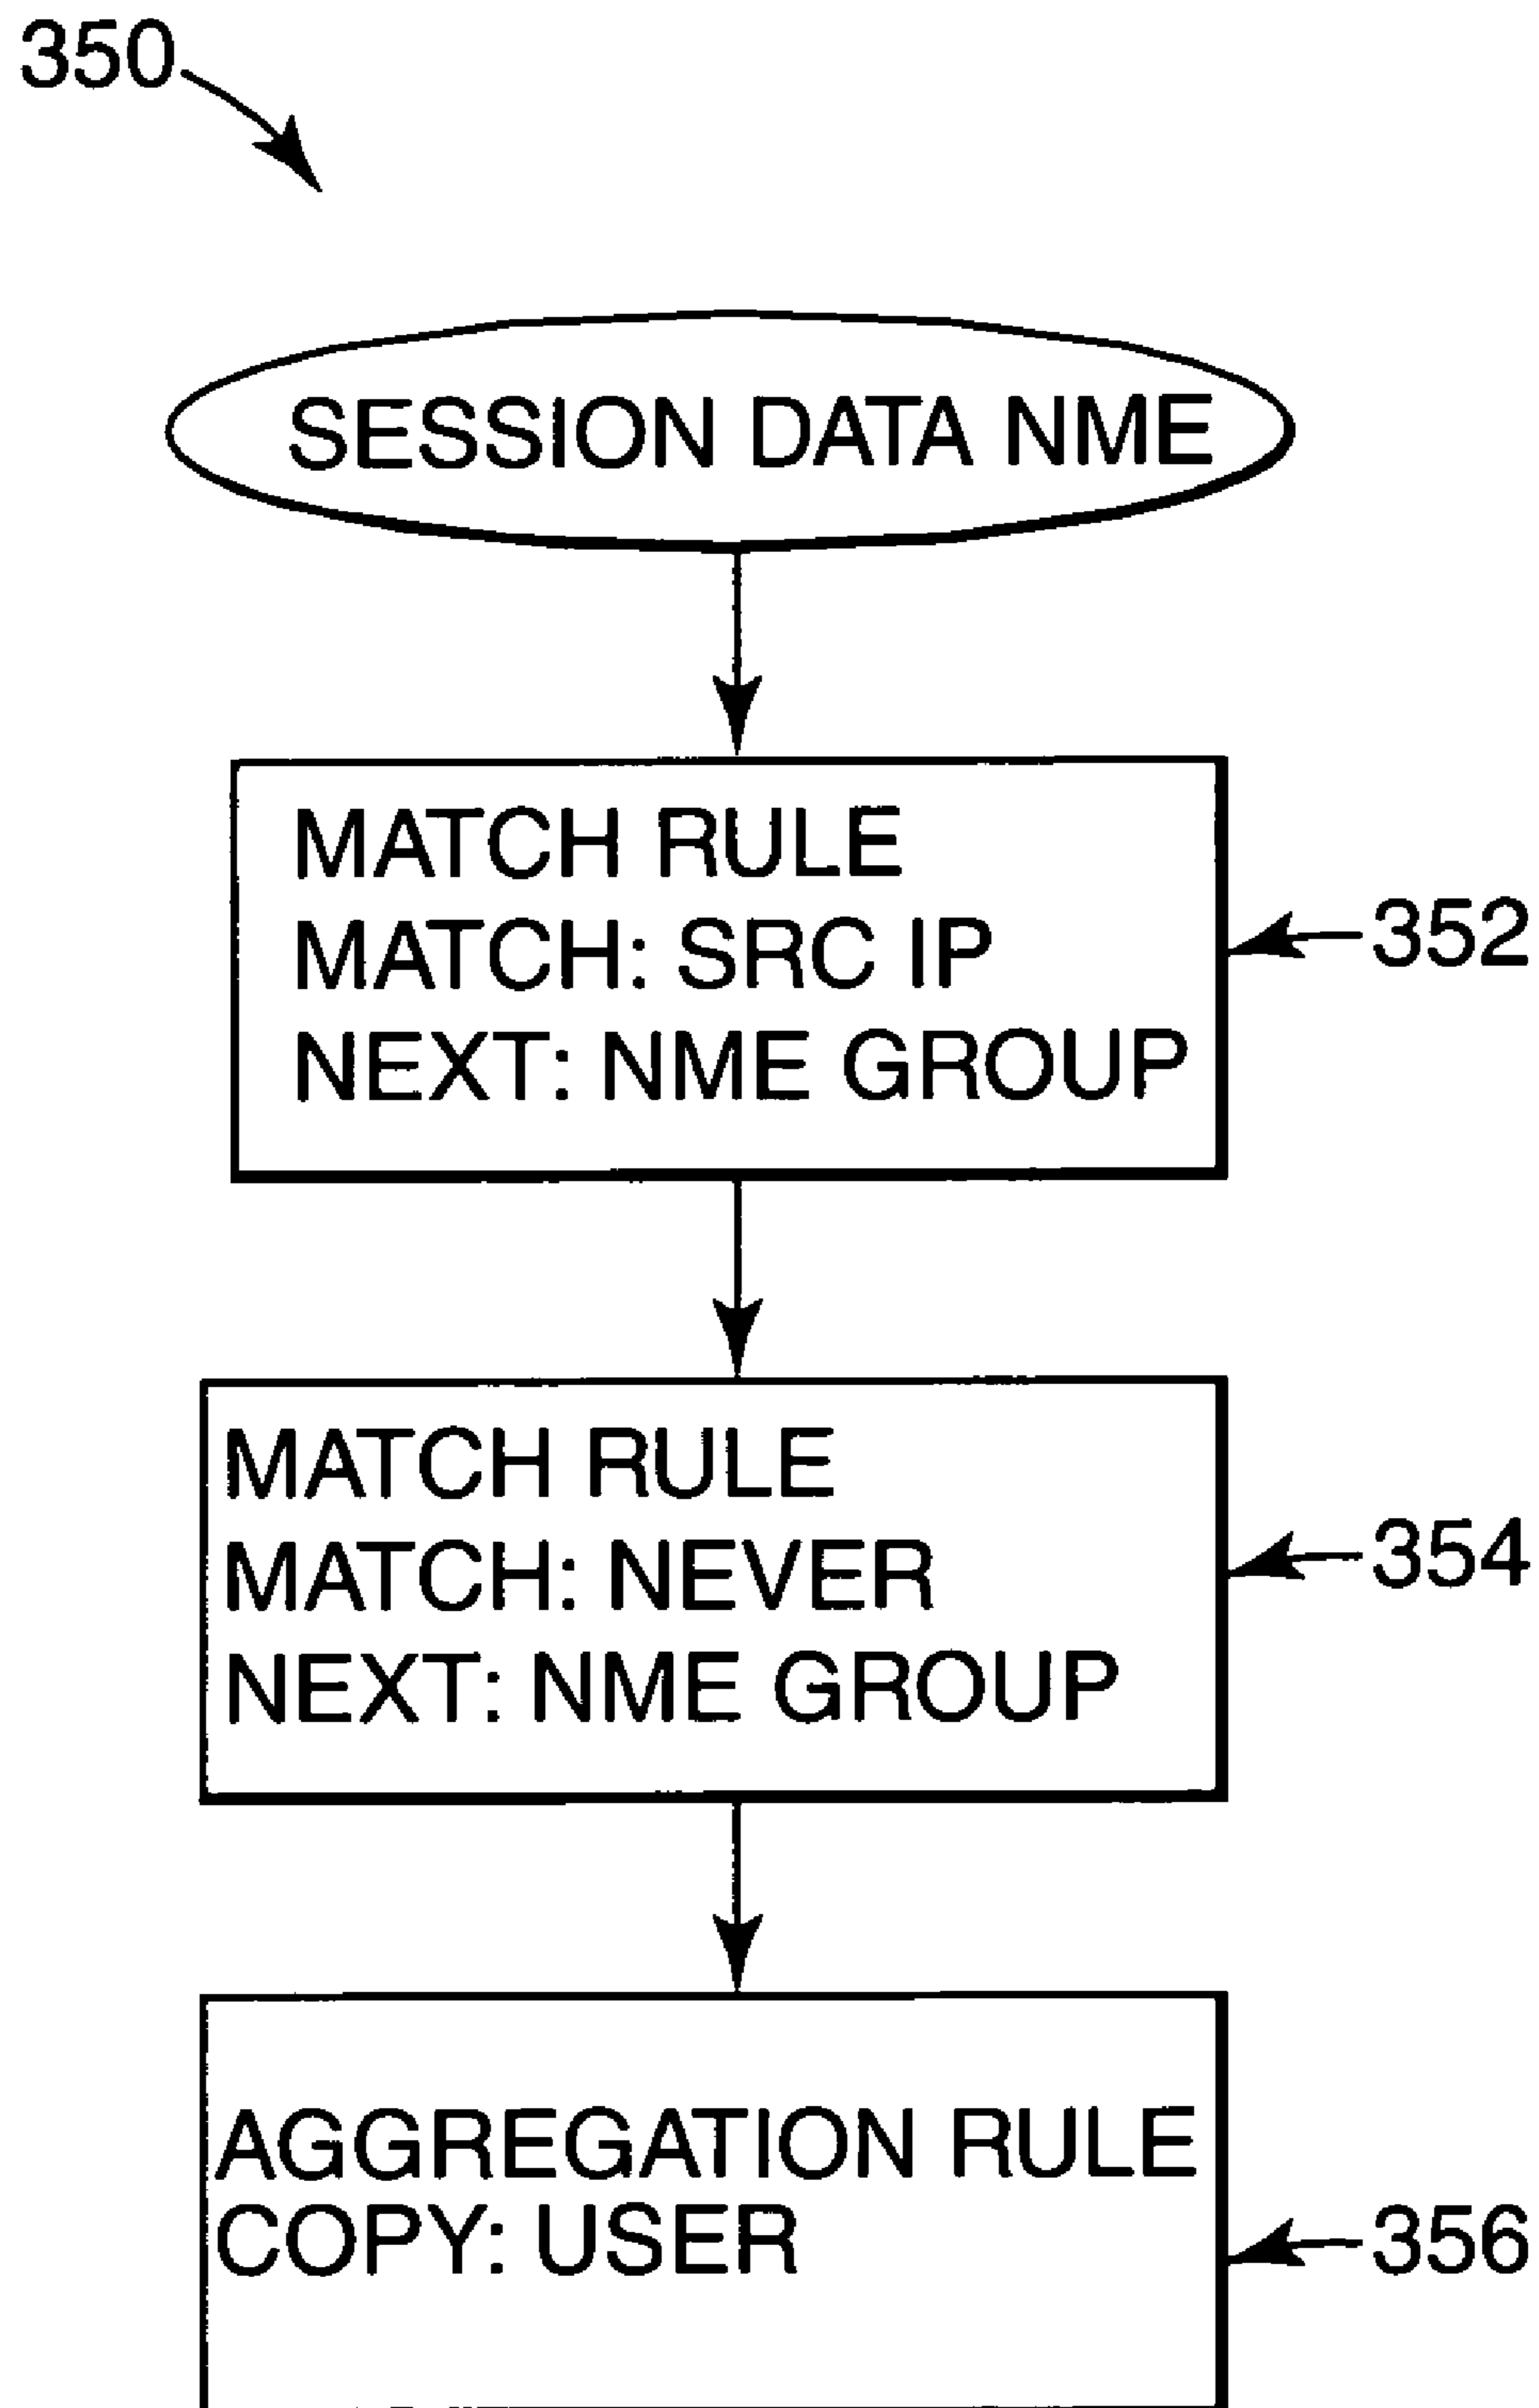 350
SESSION DATA NME
MATCH RULE
MATCH: SRC IP
NEXT: NME GROUP
352
MATCH RULE
MATCH: NEVER
NEXT: NME GROUP
354
AGGREGATION RULE
COPY: USER
356